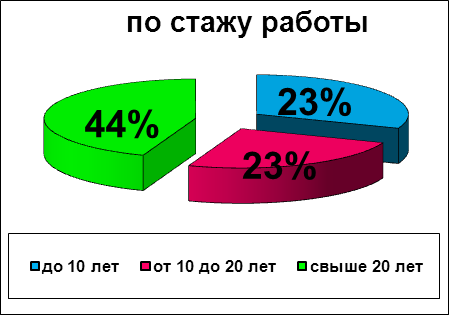 по стажу работы
23%
44%
23%
до 10 лет от 10 до 20 лет свыше 20 лет